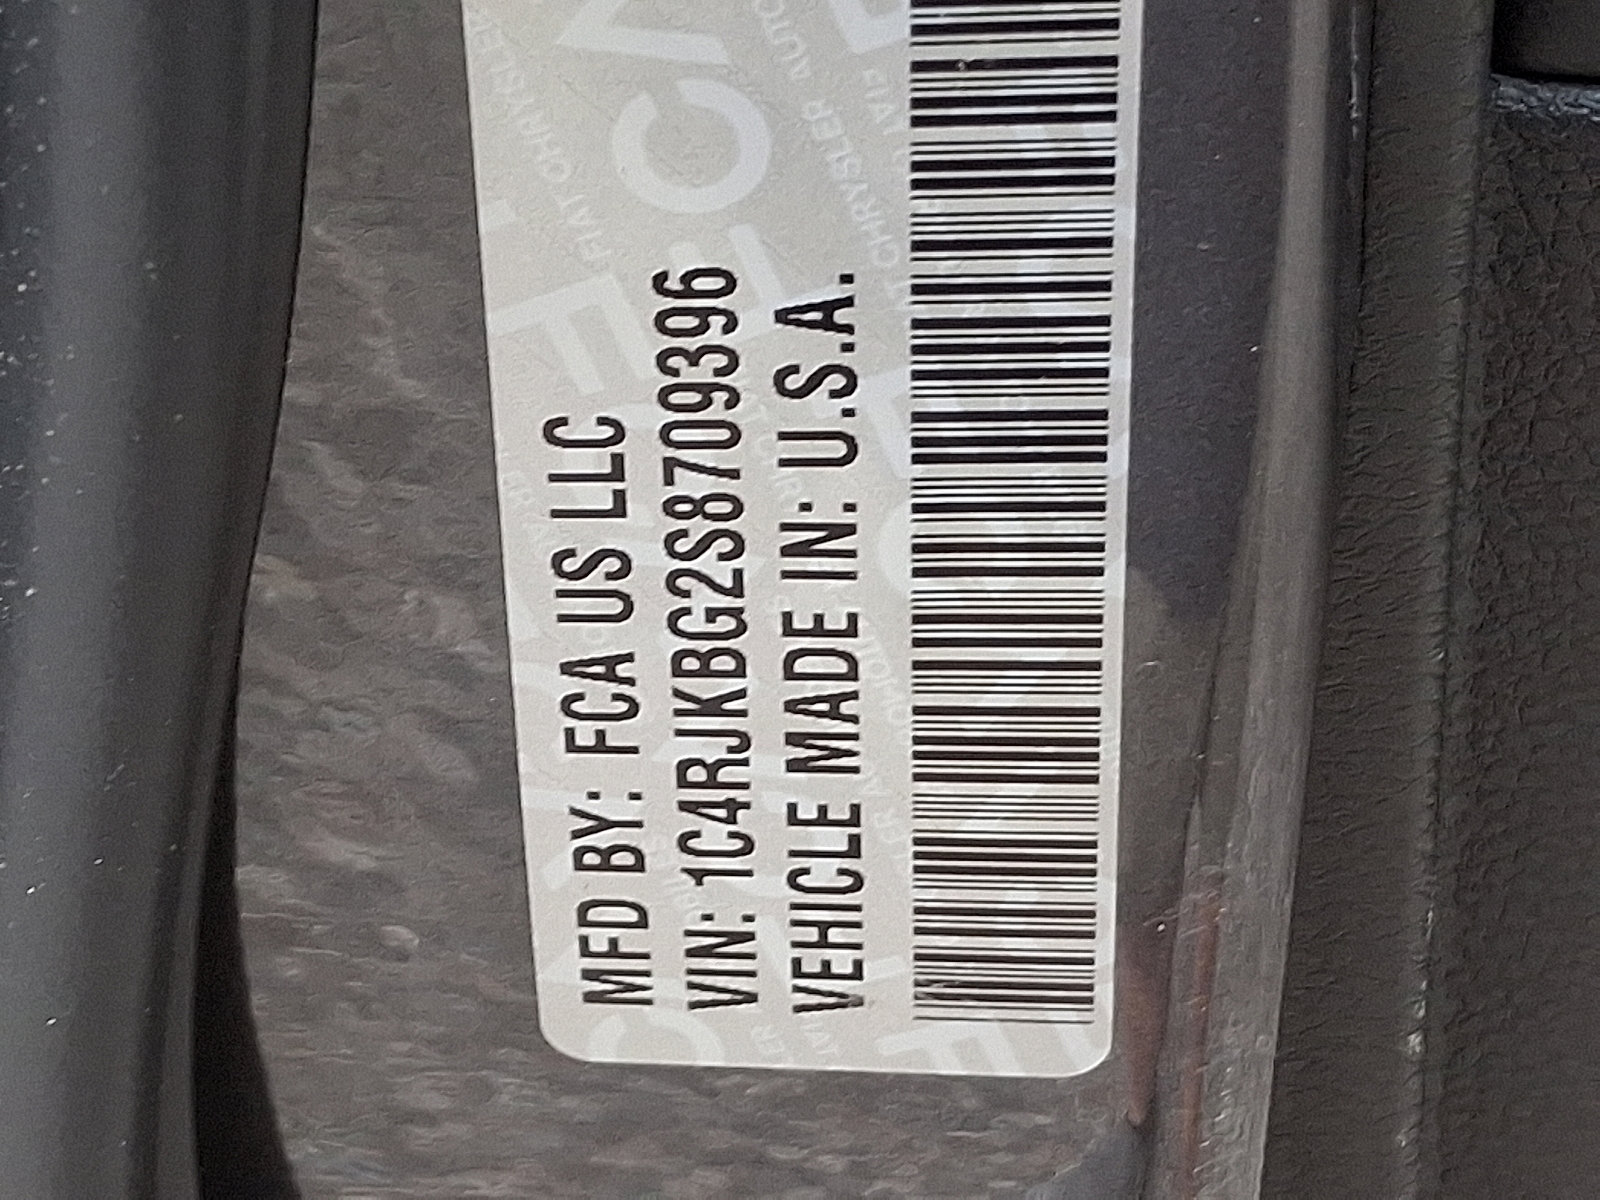 MFD BY: FCA US LLC
VIN: 1C4RJKBG2S8709396
VEHICLE MADE IN: U.S.A.